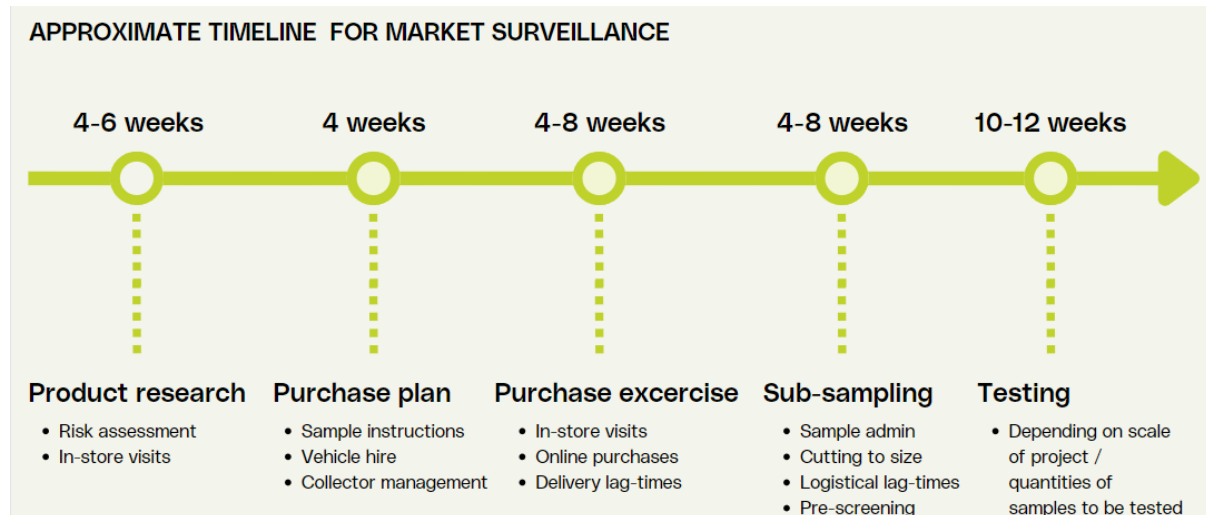 APPROXIMATE TIMELINE FOR MARKET SURVEILLANCE
4-6 weeks
4 weeks
4-8 weeks
4-8 weeks
10-12 weeks
Product research
• Risk assessment
• In-store visits
Purchase plan
• Sample instructions
• Vehicle hire
• Collector management
Purchase excercise
• In-store visits
• Online purchases
• Delivery lag-times
Sub-sampling
• Sample admin
• Cutting to size
• Logistical lag-times
• Pre-screening
Testing
• Depending on scale
of project /
quantities of
samples to be tested